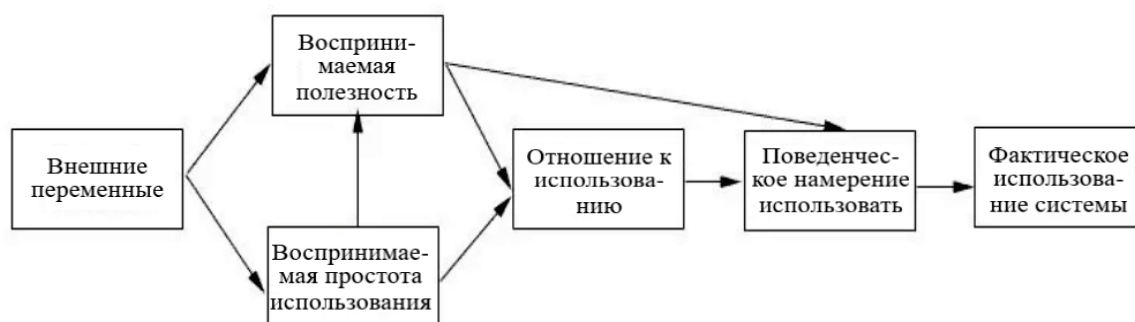 Восприни-
маемая
полезность
Внешние
переменные
Отношение к
использова-
нию
Поведенчес-
кое намерение
использовать
Фактическое
использова-
ние системы
Воспринимае-
мая простота
использования